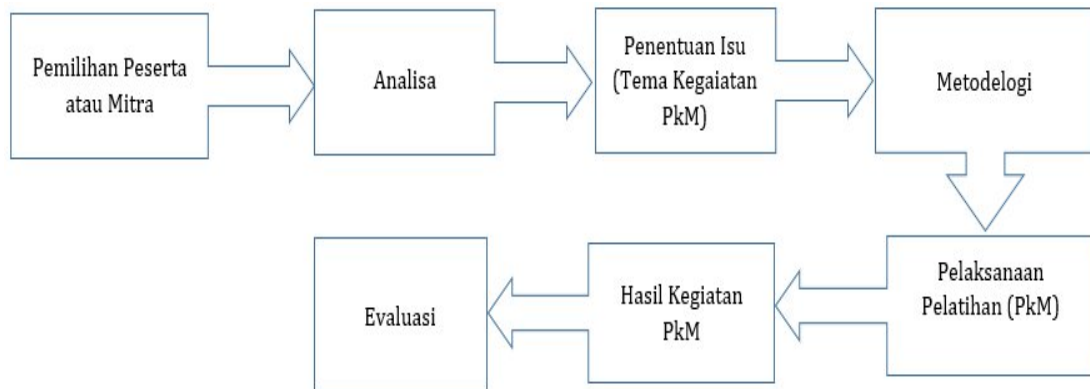 Pemilihan Peserta
atau Mitra
Analisa
Penentuan Isu
(Tema Kegaiatan
PkM)
Metodelogi
Pelaksanaan
Pelatihan (PkM)
Hasil Kegiatan
PkM
Evaluasi